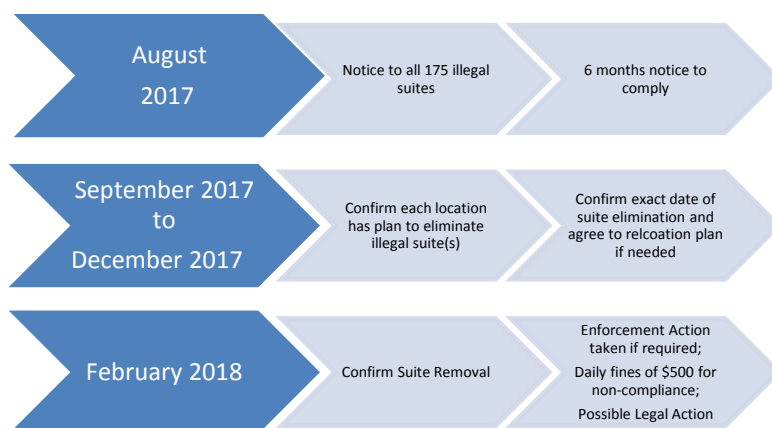 August
2017
Notice to all 175 illegal
suites
6 months notice to
comply
September 2017
to
December 2017
Confirm each location
has plan to eliminate
illegal suite(s)
Confirm exact date of
suite elimination and
agree to relcoation plan
if needed
February 2018
Confirm Suite Removal
Enforcement Action
taken if required;
Daily fines of $500 for
non-compliance;
Possible Legal Action